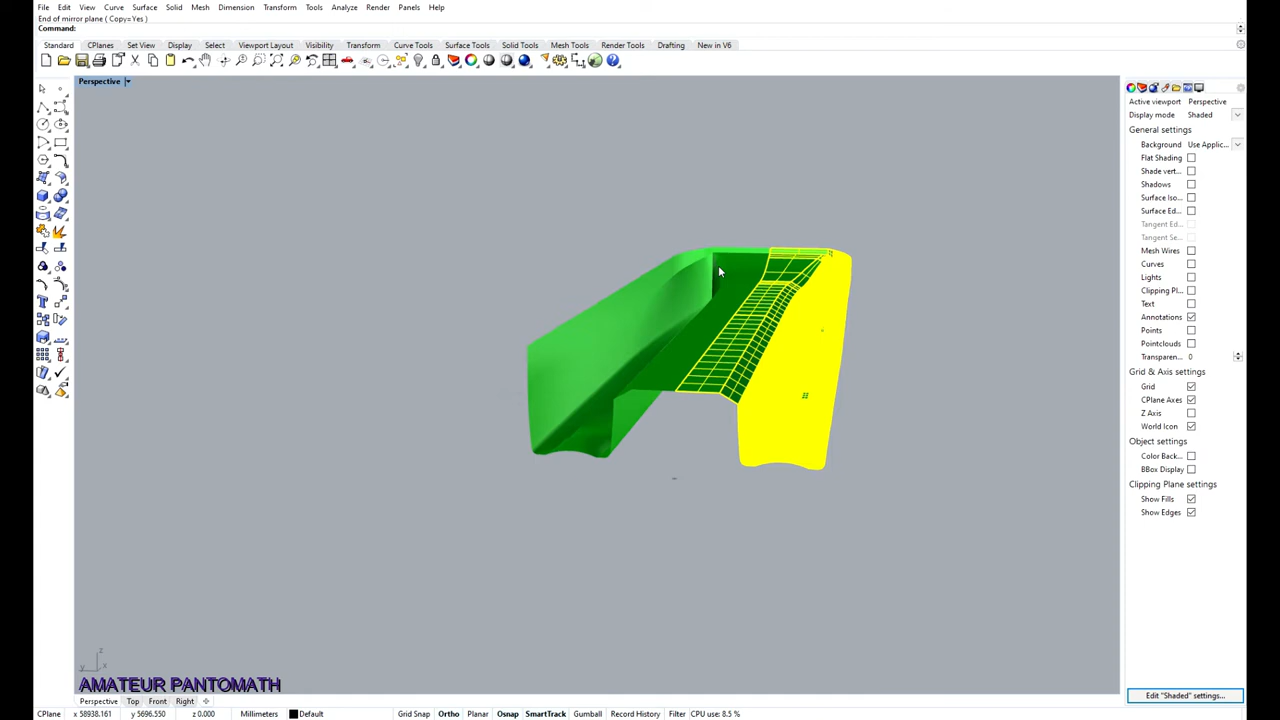 File Edit View Curve Surface Solid Mesh Dimension Transform Tools Analyze Render Panels Help
End of mirror plane ( Copy=Yes )
Command:
Standard CPlanes Set View Display Select Viewport Layout Visibility Transform Curve Tools Surface Tools Solid Tools Mesh Tools Render Tools Drafting New in V6
Perspective
Active viewport Perspective
Display mode Shaded
General settings
Background Use Applic...
Flat Shading
Shade vert...
Shadows
Surface Iso...
Surface Ed...
Tangent Ed...
Tangent Se...
Mesh Wires
Curves
Lights
Clipping Pl...
Text
Annotations
Points
Pointclouds
Transparen... 0
Grid & Axis settings
Grid
CPlane Axes
Z Axis
World Icon
Object settings
Color Back...
BBox Display
Clipping Plane settings
Show Fills
Show Edges
z
y x
AMATEUR PANTOMATH
Edit "Shaded" settings...
Perspective Top Front Right
CPlane x 58938.161 y 5696.550 z 0.000 Millimeters Default Grid Snap Ortho Planar Osnap SmartTrack Gumball Record History Filter CPU use: 8.5 %